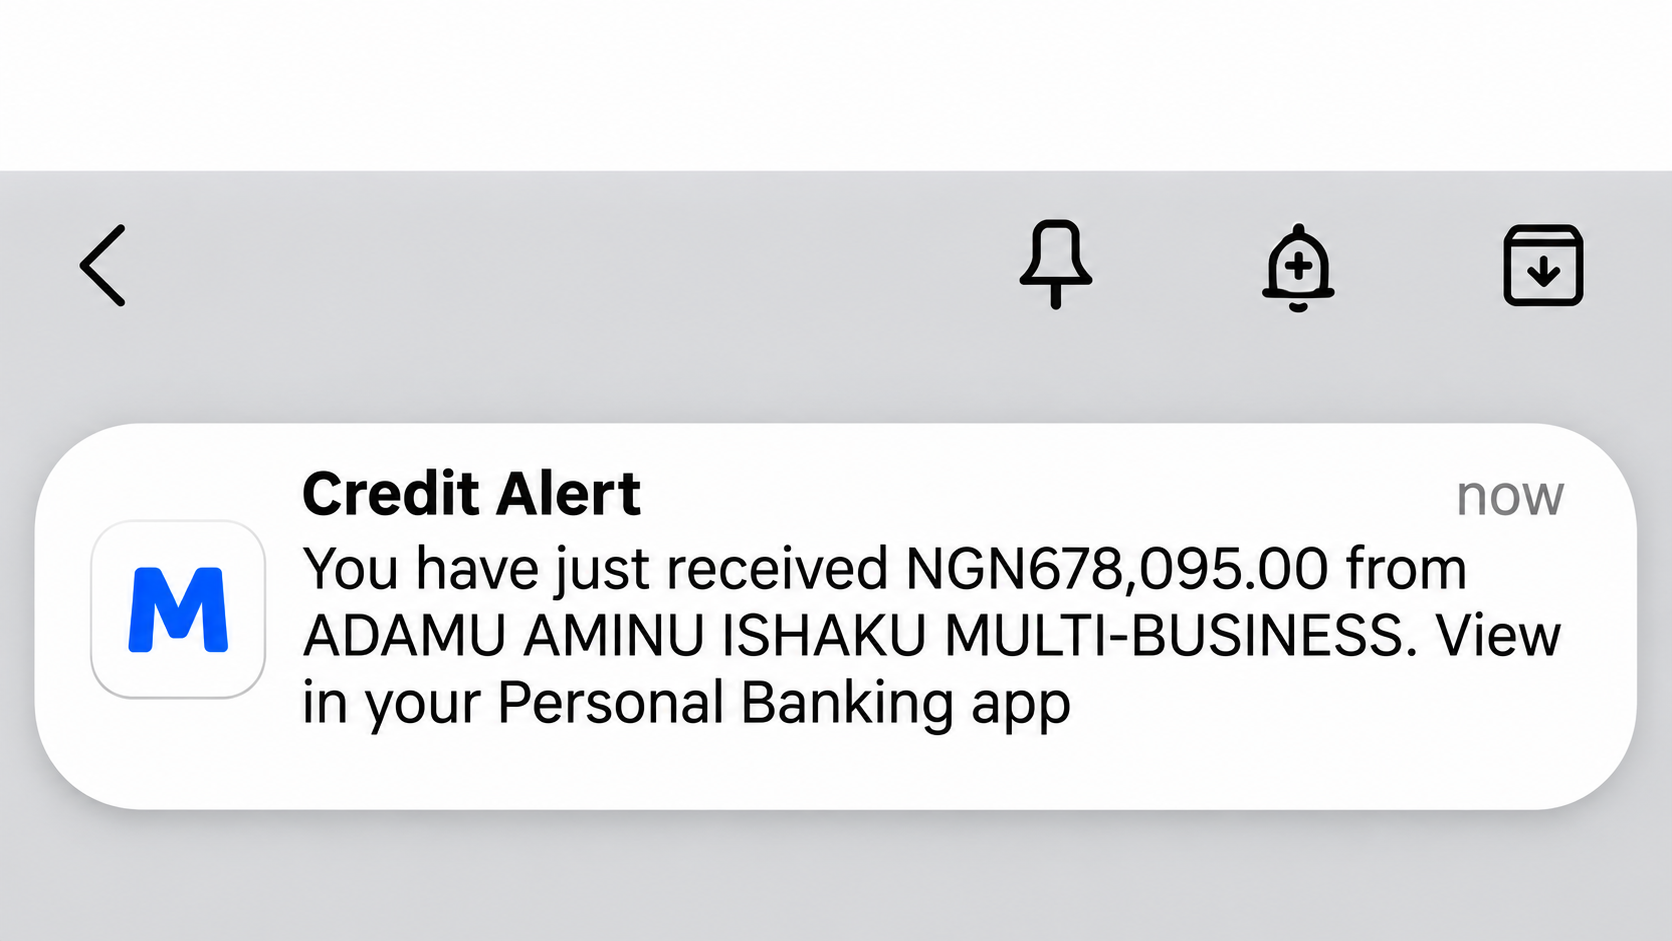 Credit Alert
now
You have just received NGN678,095.00 from
ADAMU AMINU ISHAKU MULTI-BUSINESS. View
in your Personal Banking app
M